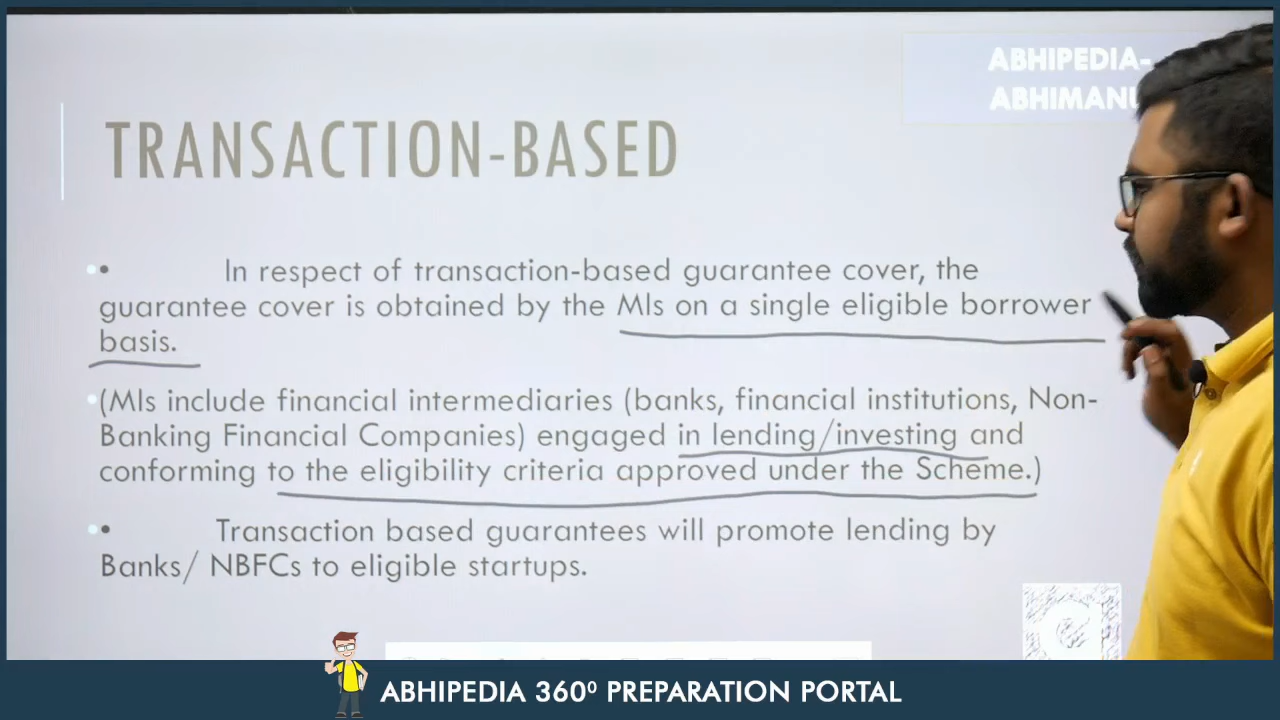 ABHIPEDIA-
TRANSACTION-BASED
• In respect of transaction-based guarantee cover, the
guarantee cover is obtained by the MIs on a single eligible borrower
basis.
(MIs include financial intermediaries (banks, financial institutions, Non-
Banking Financial Companies) engaged in lending/investing and
conforming to the eligibility criteria approved under the Scheme.)
• Transaction based guarantees will promote lending by
Banks/ NBFCs to eligible startups.
ABHIPEDIA 360⁰ PREPARATION PORTAL